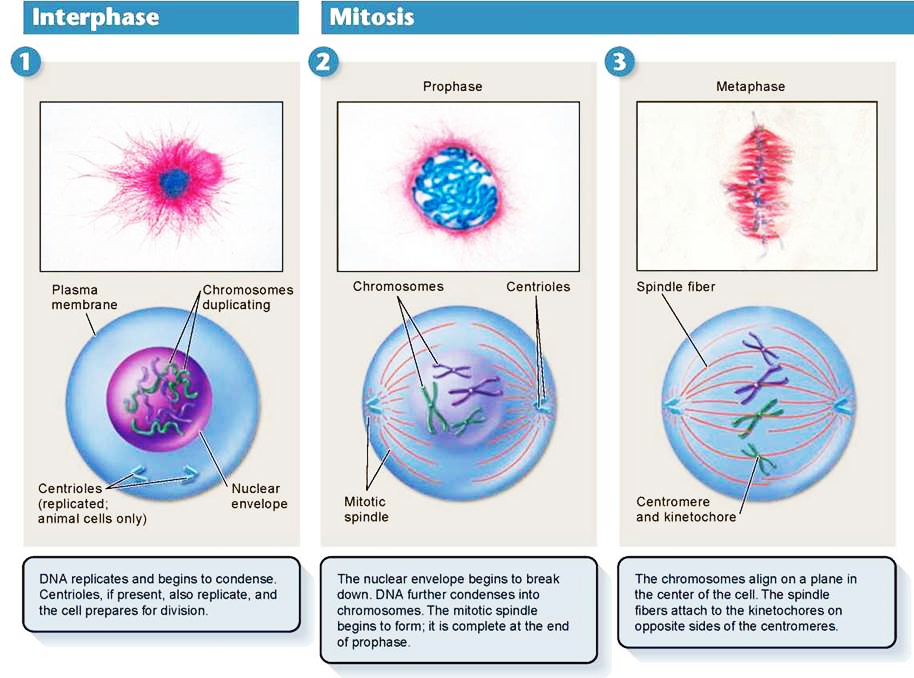 Interphase
Mitosis
1
2
3
Prophase
Metaphase
Plasma
membrane
Chromosomes
duplicating
Centrioles
(replicated;
animal cells only)
Nuclear
envelope
Chromosomes
Centrioles
Mitotic
spindle
Spindle fiber
Centromere
and kinetochore
DNA replicates and begins to condense.
Centrioles, if present, also replicate, and
the cell prepares for division.
The nuclear envelope begins to break
down. DNA further condenses into
chromosomes. The mitotic spindle
begins to form; it is complete at the end
of prophase.
The chromosomes align on a plane in
the center of the cell. The spindle
fibers attach to the kinetochores on
opposite sides of the centromeres.